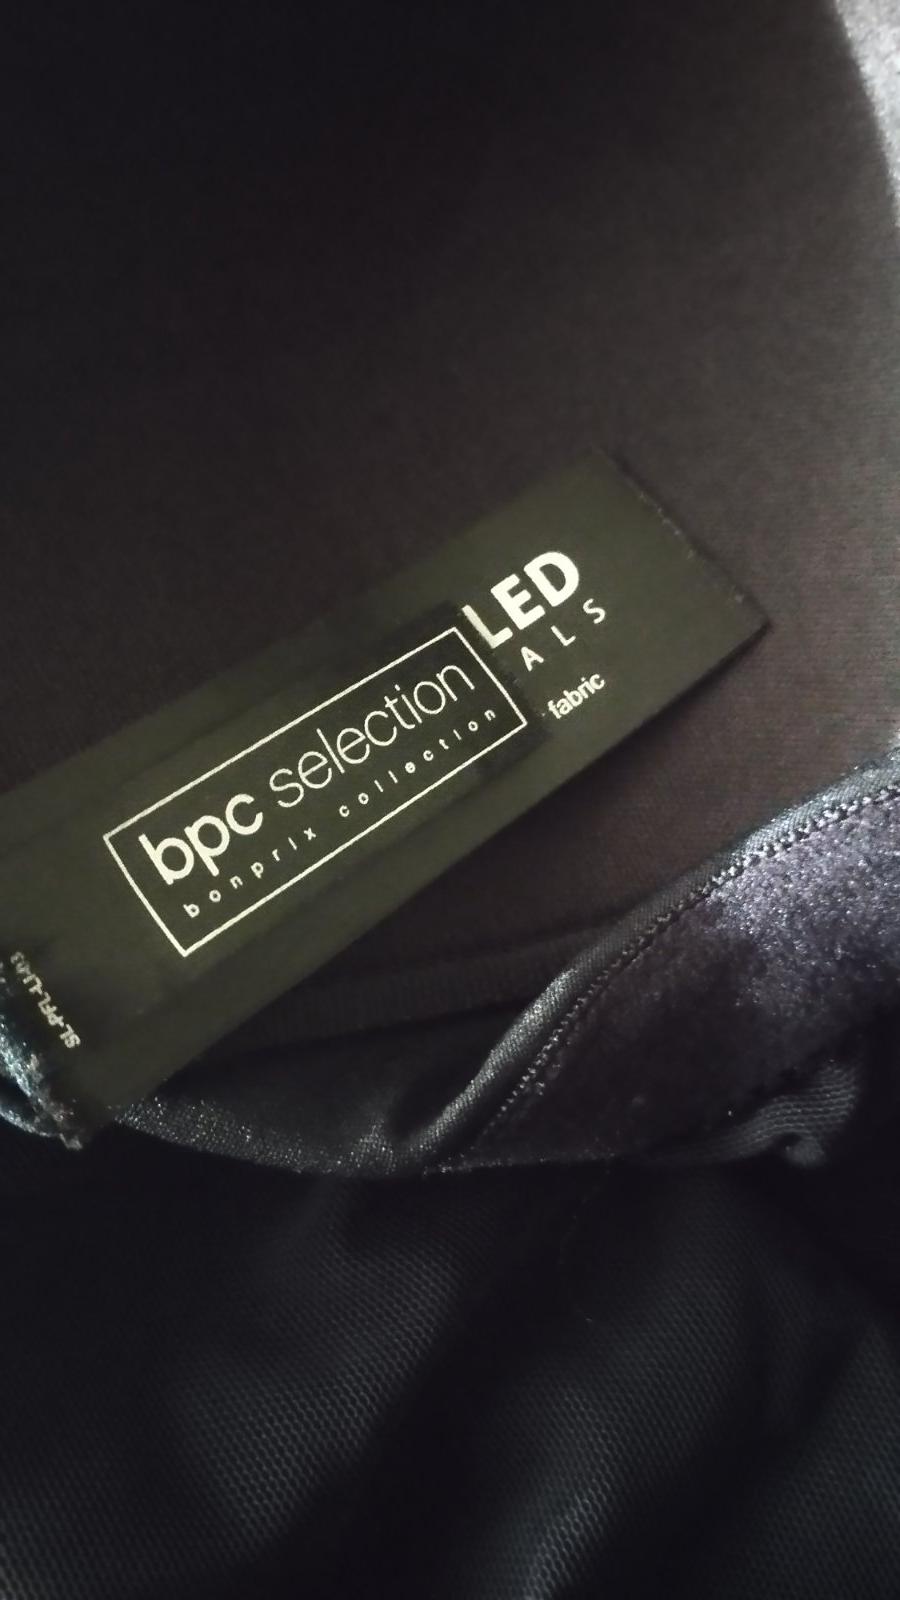 bpc selection
bonprix collection
LED
ALS
fabric